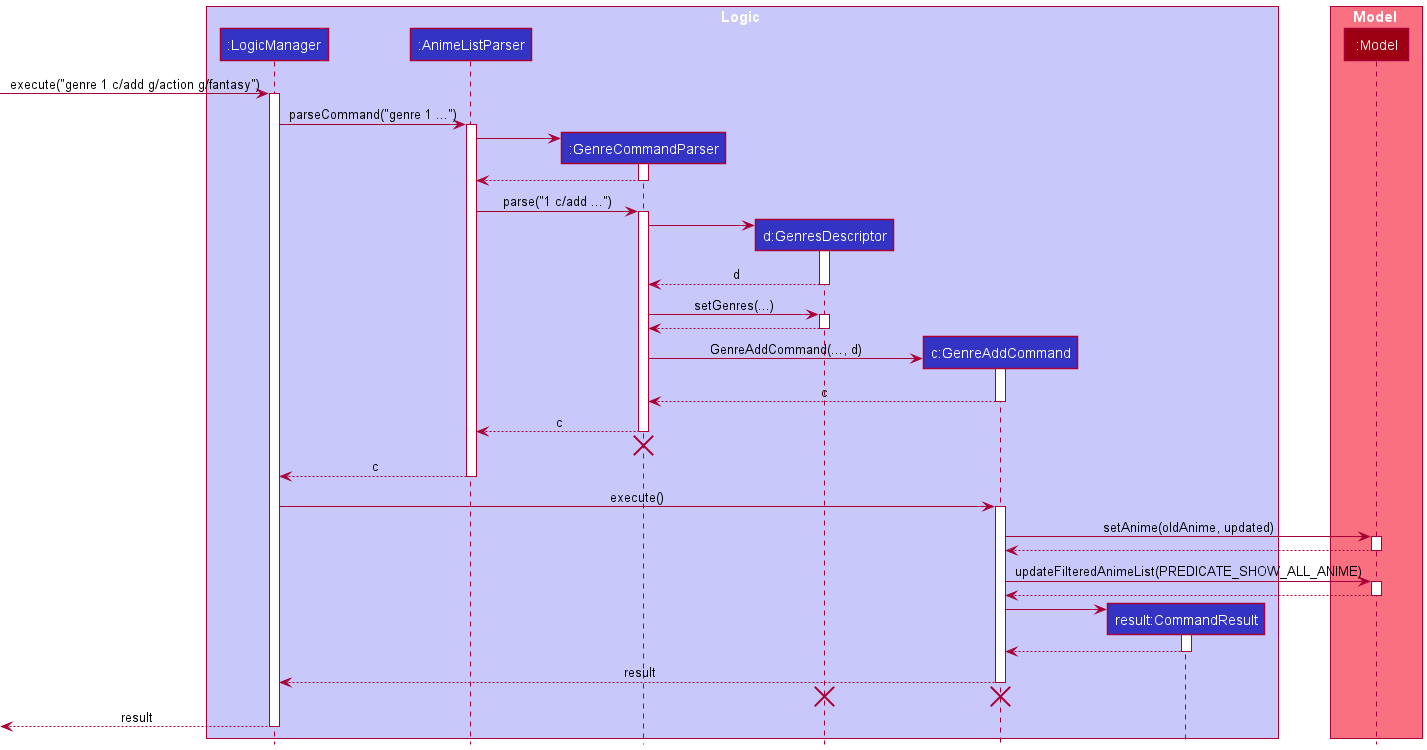 Logic
Model
:LogicManager
:AnimeListParser
:Model
execute("genre 1 c/add g/action g/fantasy")
parseCommand("genre 1 ...")
:GenreCommandParser
parse("1 c/add ...")
d:GenresDescriptor
d
setGenres(...)
GenreAddCommand(..., d)
c:GenreAddCommand
c
c
c
execute()
setAnime(oldAnime, updated)
updateFilteredAnimeList(PREDICATE_SHOW_ALL_ANIME)
result:CommandResult
result
result